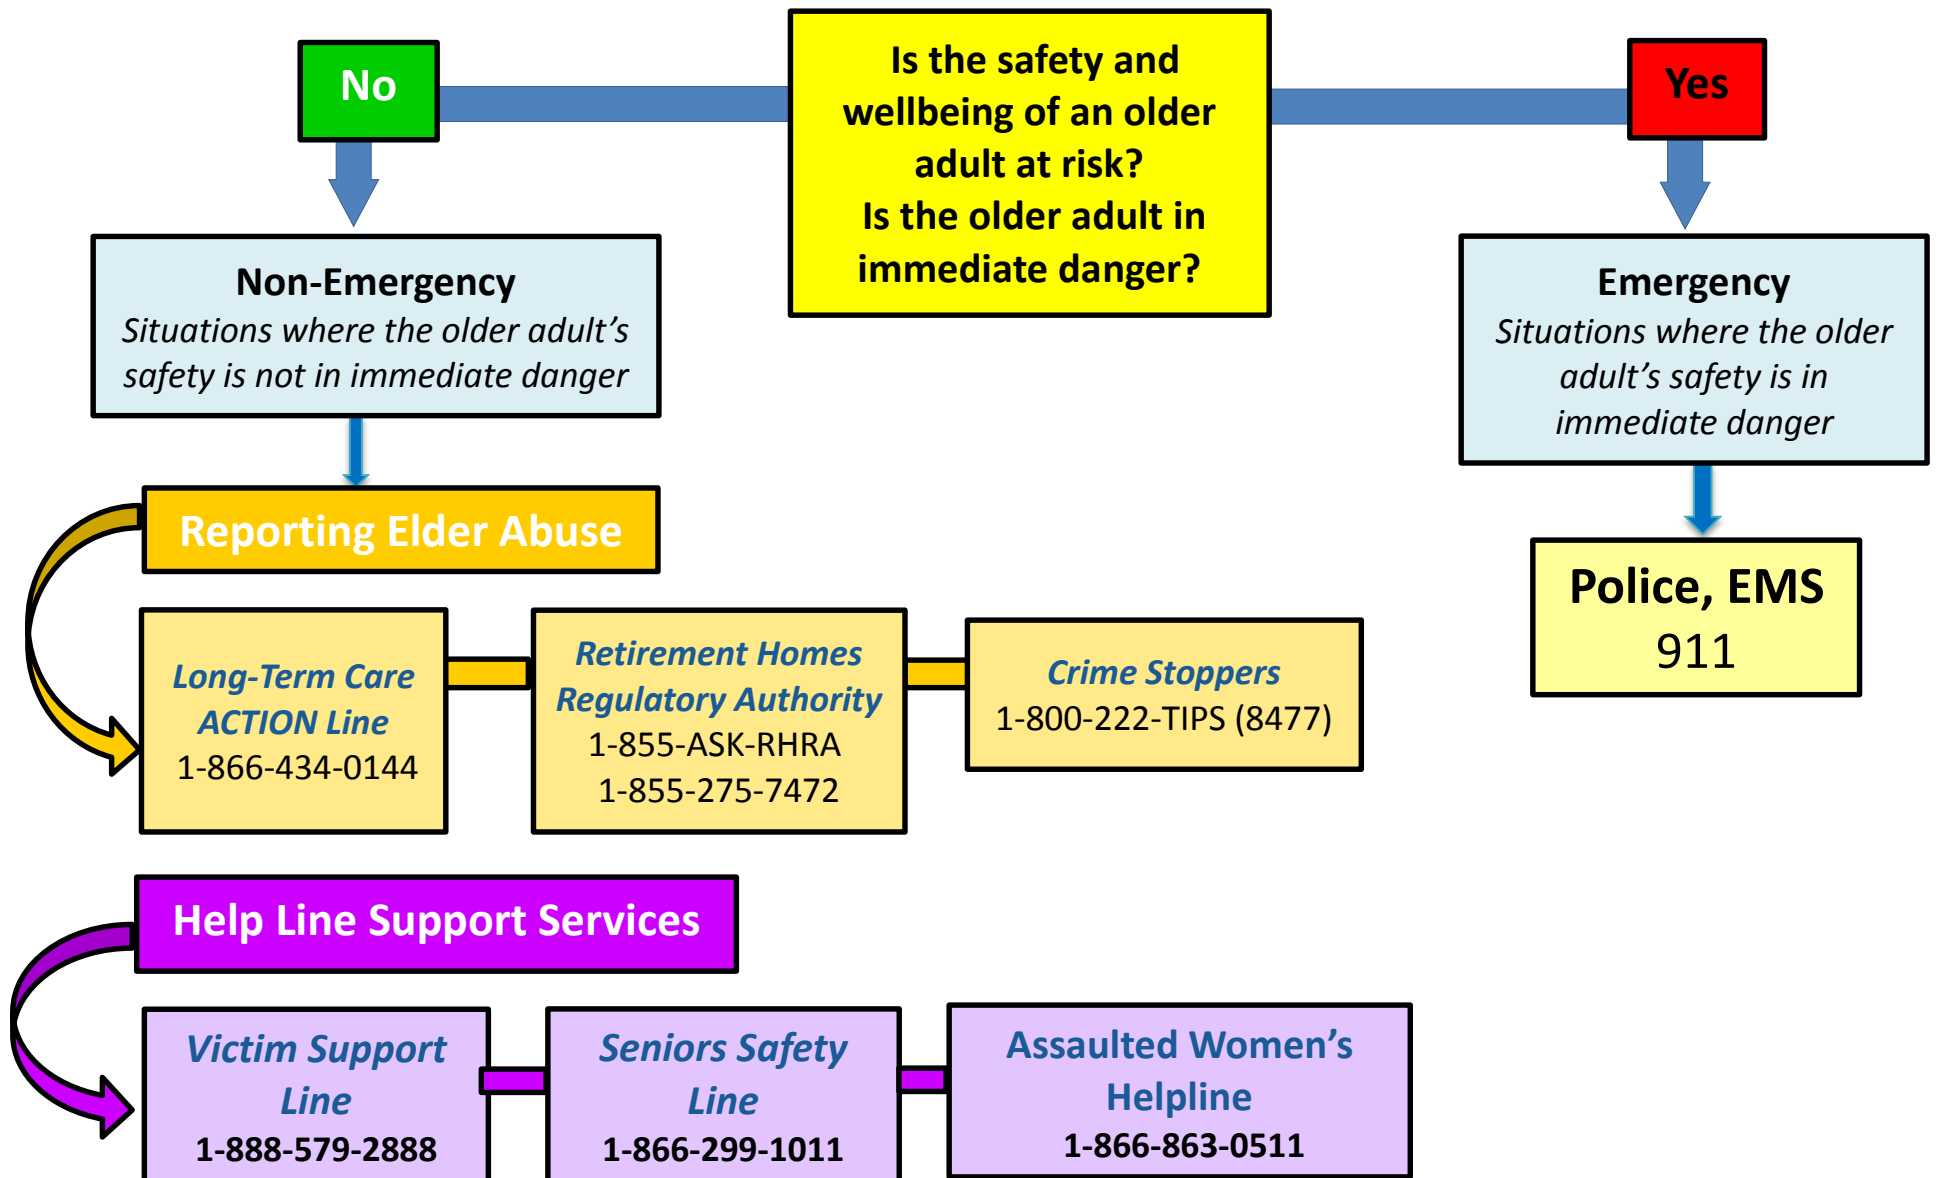 No
Is the safety and
wellbeing of an older
adult at risk?
Is the older adult in
immediate danger?
Yes
Non-Emergency
Situations where the older adult’s
safety is not in immediate danger
Emergency
Situations where the older
adult’s safety is in
immediate danger
Reporting Elder Abuse
Police, EMS
911
Long-Term Care
ACTION Line
1-866-434-0144
Retirement Homes
Regulatory Authority
1-855-ASK-RHRA
1-855-275-7472
Crime Stoppers
1-800-222-TIPS (8477)
Help Line Support Services
Victim Support
Line
1-888-579-2888
Seniors Safety
Line
1-866-299-1011
Assaulted Women’s
Helpline
1-866-863-0511